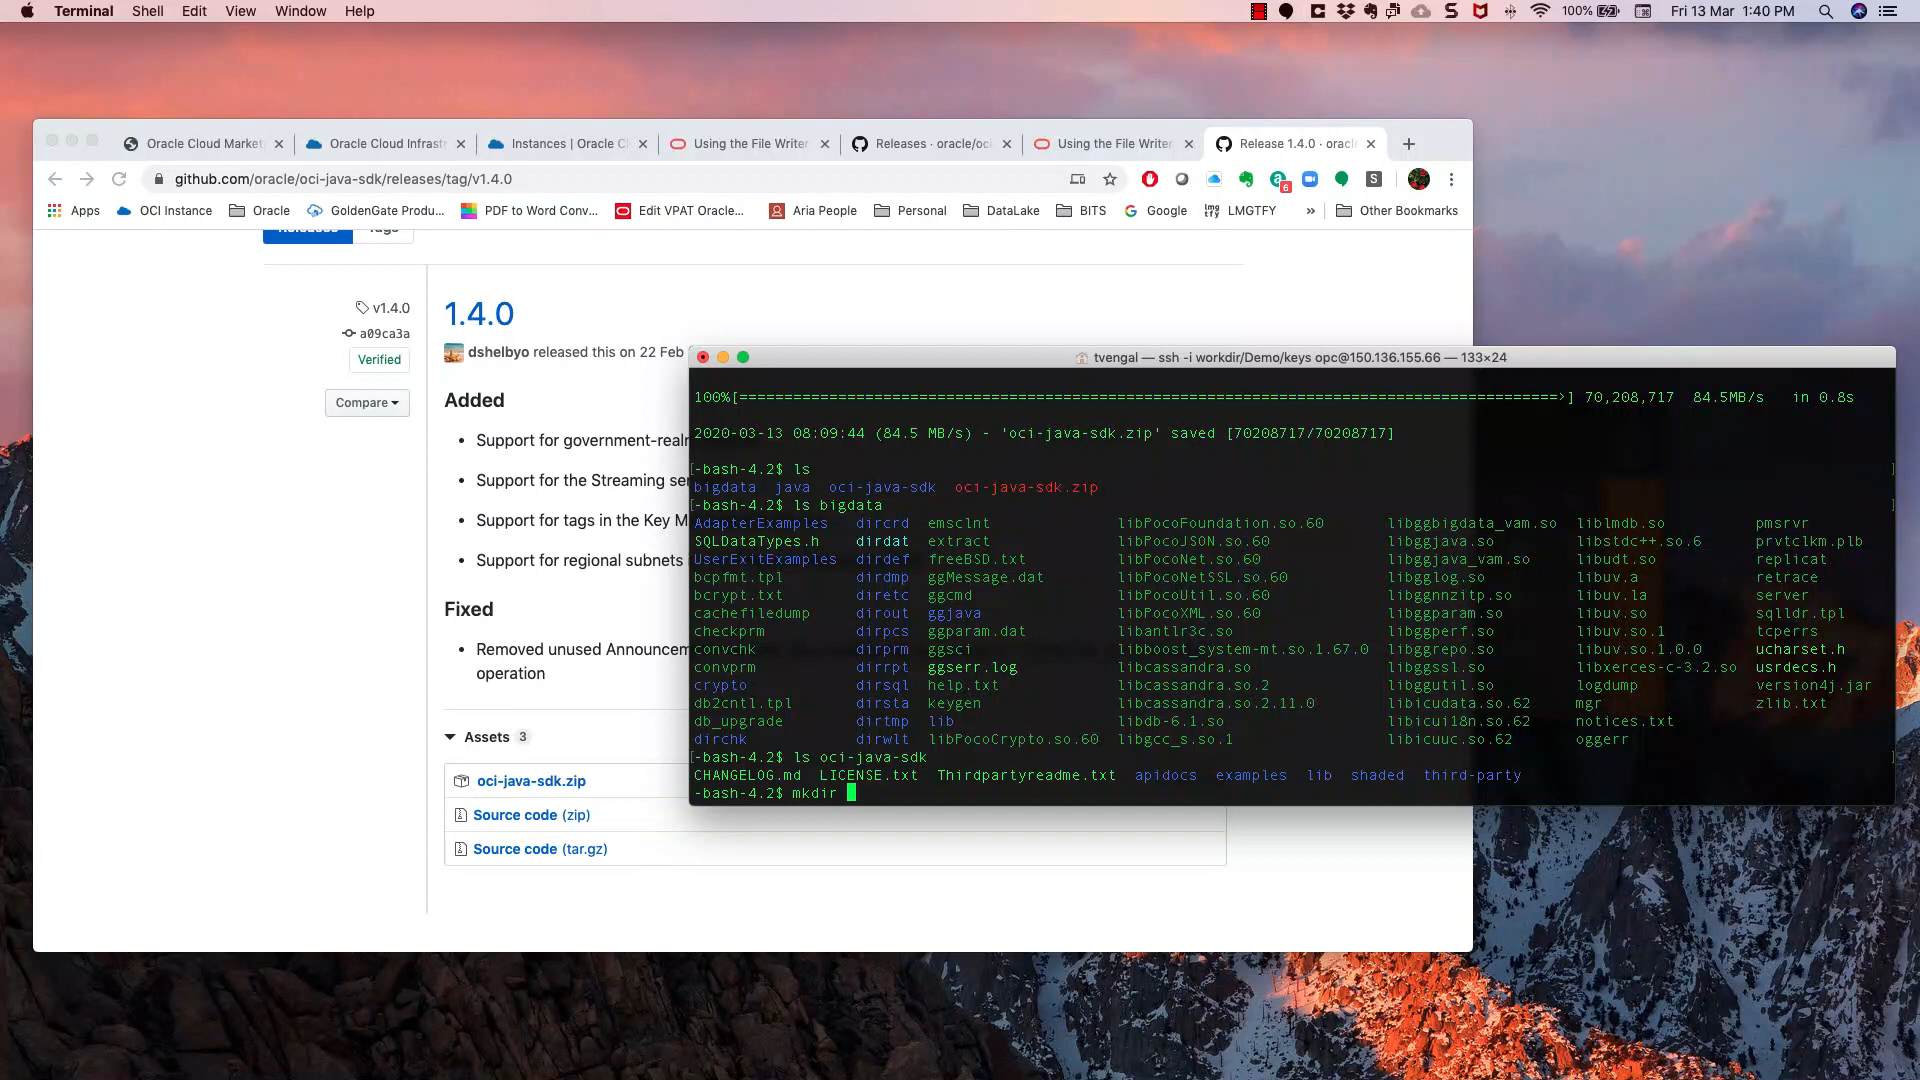 Terminal Shell Edit View Window Help
100% Fri 13 Mar 1:40 PM
Oracle Cloud Market Oracle Cloud Infrastr Instances | Oracle Cl Using the File Writer Releases · oracle/oci Using the File Writer Release 1.4.0 · oracle
github.com/oracle/oci-java-sdk/releases/tag/v1.4.0
6
S
Apps OCI Instance Oracle GoldenGate Produ... PDF to Word Conv... Edit VPAT Oracle... Aria People Personal DataLake BITS Google LMGTFY » Other Bookmarks
v1.4.0
a09ca3a
Verified
Compare
1.4.0
dshelbyo released this on 22 Feb
Added
• Support for government-realm
• Support for the Streaming ser
• Support for tags in the Key M
• Support for regional subnets
Fixed
• Removed unused Announcem
operation
Assets 3
oci-java-sdk.zip
Source code (zip)
Source code (tar.gz)
tvengal — ssh -i workdir/Demo/keys opc@150.136.155.66 — 133×24
100%[===========================================================================================>] 70,208,717 84.5MB/s in 0.8s
2020-03-13 08:09:44 (84.5 MB/s) - 'oci-java-sdk.zip' saved [70208717/70208717]
[-bash-4.2$ ls ]
bigdata java oci-java-sdk oci-java-sdk.zip
[-bash-4.2$ ls bigdata ]
AdapterExamples dircrd emsclnt libPocoFoundation.so.60 libggbigdata_vam.so liblmdb.so pmsrvr
SQLDataTypes.h dirdat extract libPocoJSON.so.60 libggjava.so libstdc++.so.6 prvtclkm.plb
UserExitExamples dirdef freeBSD.txt libPocoNet.so.60 libggjava_vam.so libudt.so replicat
bcpfmt.tpl dirdmp ggMessage.dat libPocoNetSSL.so.60 libgglog.so libuv.a retrace
bcrypt.txt diretc ggcmd libPocoUtil.so.60 libggnnzitp.so libuv.la server
cachefiledump dirout ggjava libPocoXML.so.60 libggparam.so libuv.so sqlldr.tpl
checkprm dirpcs ggparam.dat libantlr3c.so libggperf.so libuv.so.1 tcperrs
convchk dirprm ggsci libboost_system-mt.so.1.67.0 libggrepo.so libuv.so.1.0.0 ucharset.h
convprm dirrpt ggserr.log libcassandra.so libggssl.so libxerces-c-3.2.so usrdecs.h
crypto dirsql help.txt libcassandra.so.2 libggutil.so logdump version4j.jar
db2cntl.tpl dirsta keygen libcassandra.so.2.11.0 libicudata.so.62 mgr zlib.txt
db_upgrade dirtmp lib libdb-6.1.so libicui18n.so.62 notices.txt
dirchk dirwlt libPocoCrypto.so.60 libgcc_s.so.1 libicuuc.so.62 oggerr
[-bash-4.2$ ls oci-java-sdk ]
CHANGELOG.md LICENSE.txt Thirdpartyreadme.txt apidocs examples lib shaded third-party
-bash-4.2$ mkdir